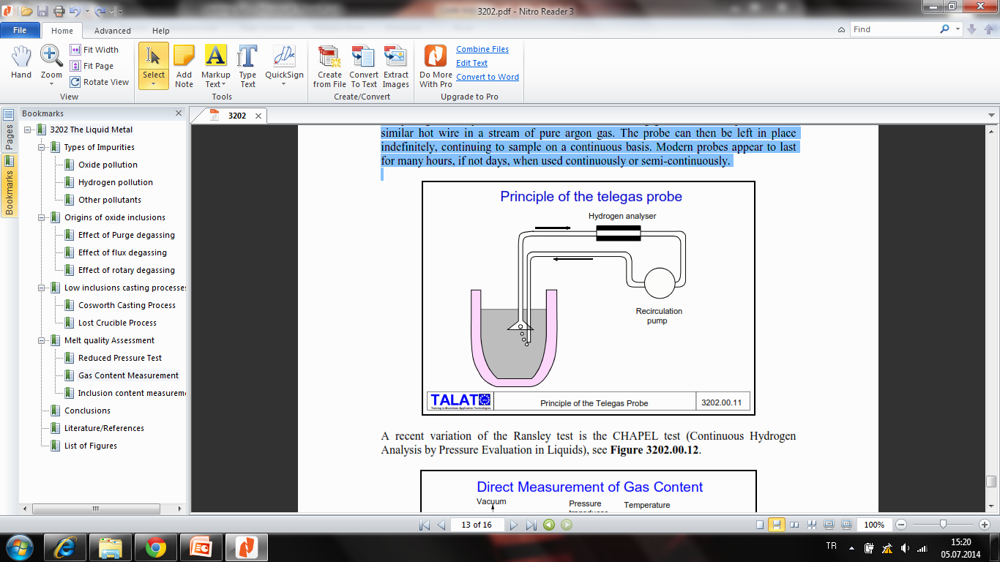 3202.pdf - Nitro Reader 3
File Home Advanced Help
Find
Hand
Zoom
Fit Width
Fit Page
Rotate View
View
Select
Add Note
Markup Text
Type Text
QuickSign
Tools
Create from File
Convert To Text
Extract Images
Create/Convert
Do More With Pro
Combine Files
Edit Text
Convert to Word
Upgrade to Pro
Pages
Bookmarks
Bookmarks
3202 The Liquid Metal
Types of Impurities
Oxide pollution
Hydrogen pollution
Other pollutants
Origins of oxide inclusions
Effect of Purge degassing
Effect of flux degassing
Effect of rotary degassing
Low inclusions casting processes
Cosworth Casting Process
Lost Crucible Process
Melt quality Assessment
Reduced Pressure Test
Gas Content Measurement
Inclusion content measurem
Conclusions
Literature/References
List of Figures
3202
similar hot wire in a stream of pure argon gas. The probe can then be left in place
indefinitely, continuing to sample on a continuous basis. Modern probes appear to last
for many hours, if not days, when used continuously or semi-continuously.
Principle of the telegas probe
Hydrogen analyser
Recirculation
pump
TALAT
Training in Aluminium Application Technologies
Principle of the Telegas Probe
3202.00.11
A recent variation of the Ransley test is the CHAPEL test (Continuous Hydrogen
Analysis by Pressure Evaluation in Liquids), see Figure 3202.00.12.
Direct Measurement of Gas Content
Vacuum
Pressure
Temperature
13 of 16
100%
TR
15:20
05.07.2014